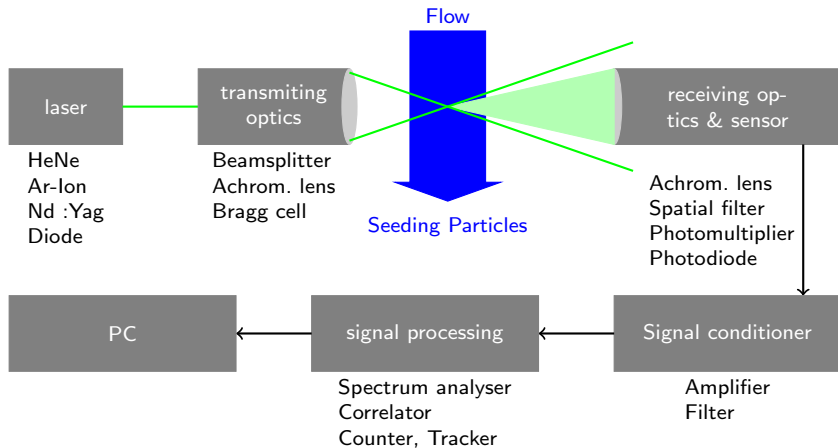 Flow
laser
transmiting
optics
receiving op-
tics & sensor
HeNe
Ar-Ion
Nd :Yag
Diode
Beamsplitter
Achrom. lens
Bragg cell
Seeding Particles
Achrom. lens
Spatial filter
Photomultiplier
Photodiode
PC
signal processing
Signal conditioner
Spectrum analyser
Correlator
Counter, Tracker
Amplifier
Filter